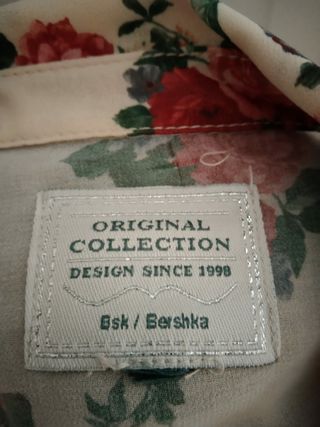 ORIGINAL
COLLECTION
DESIGN SINCE 1998
Bsk / Bershka